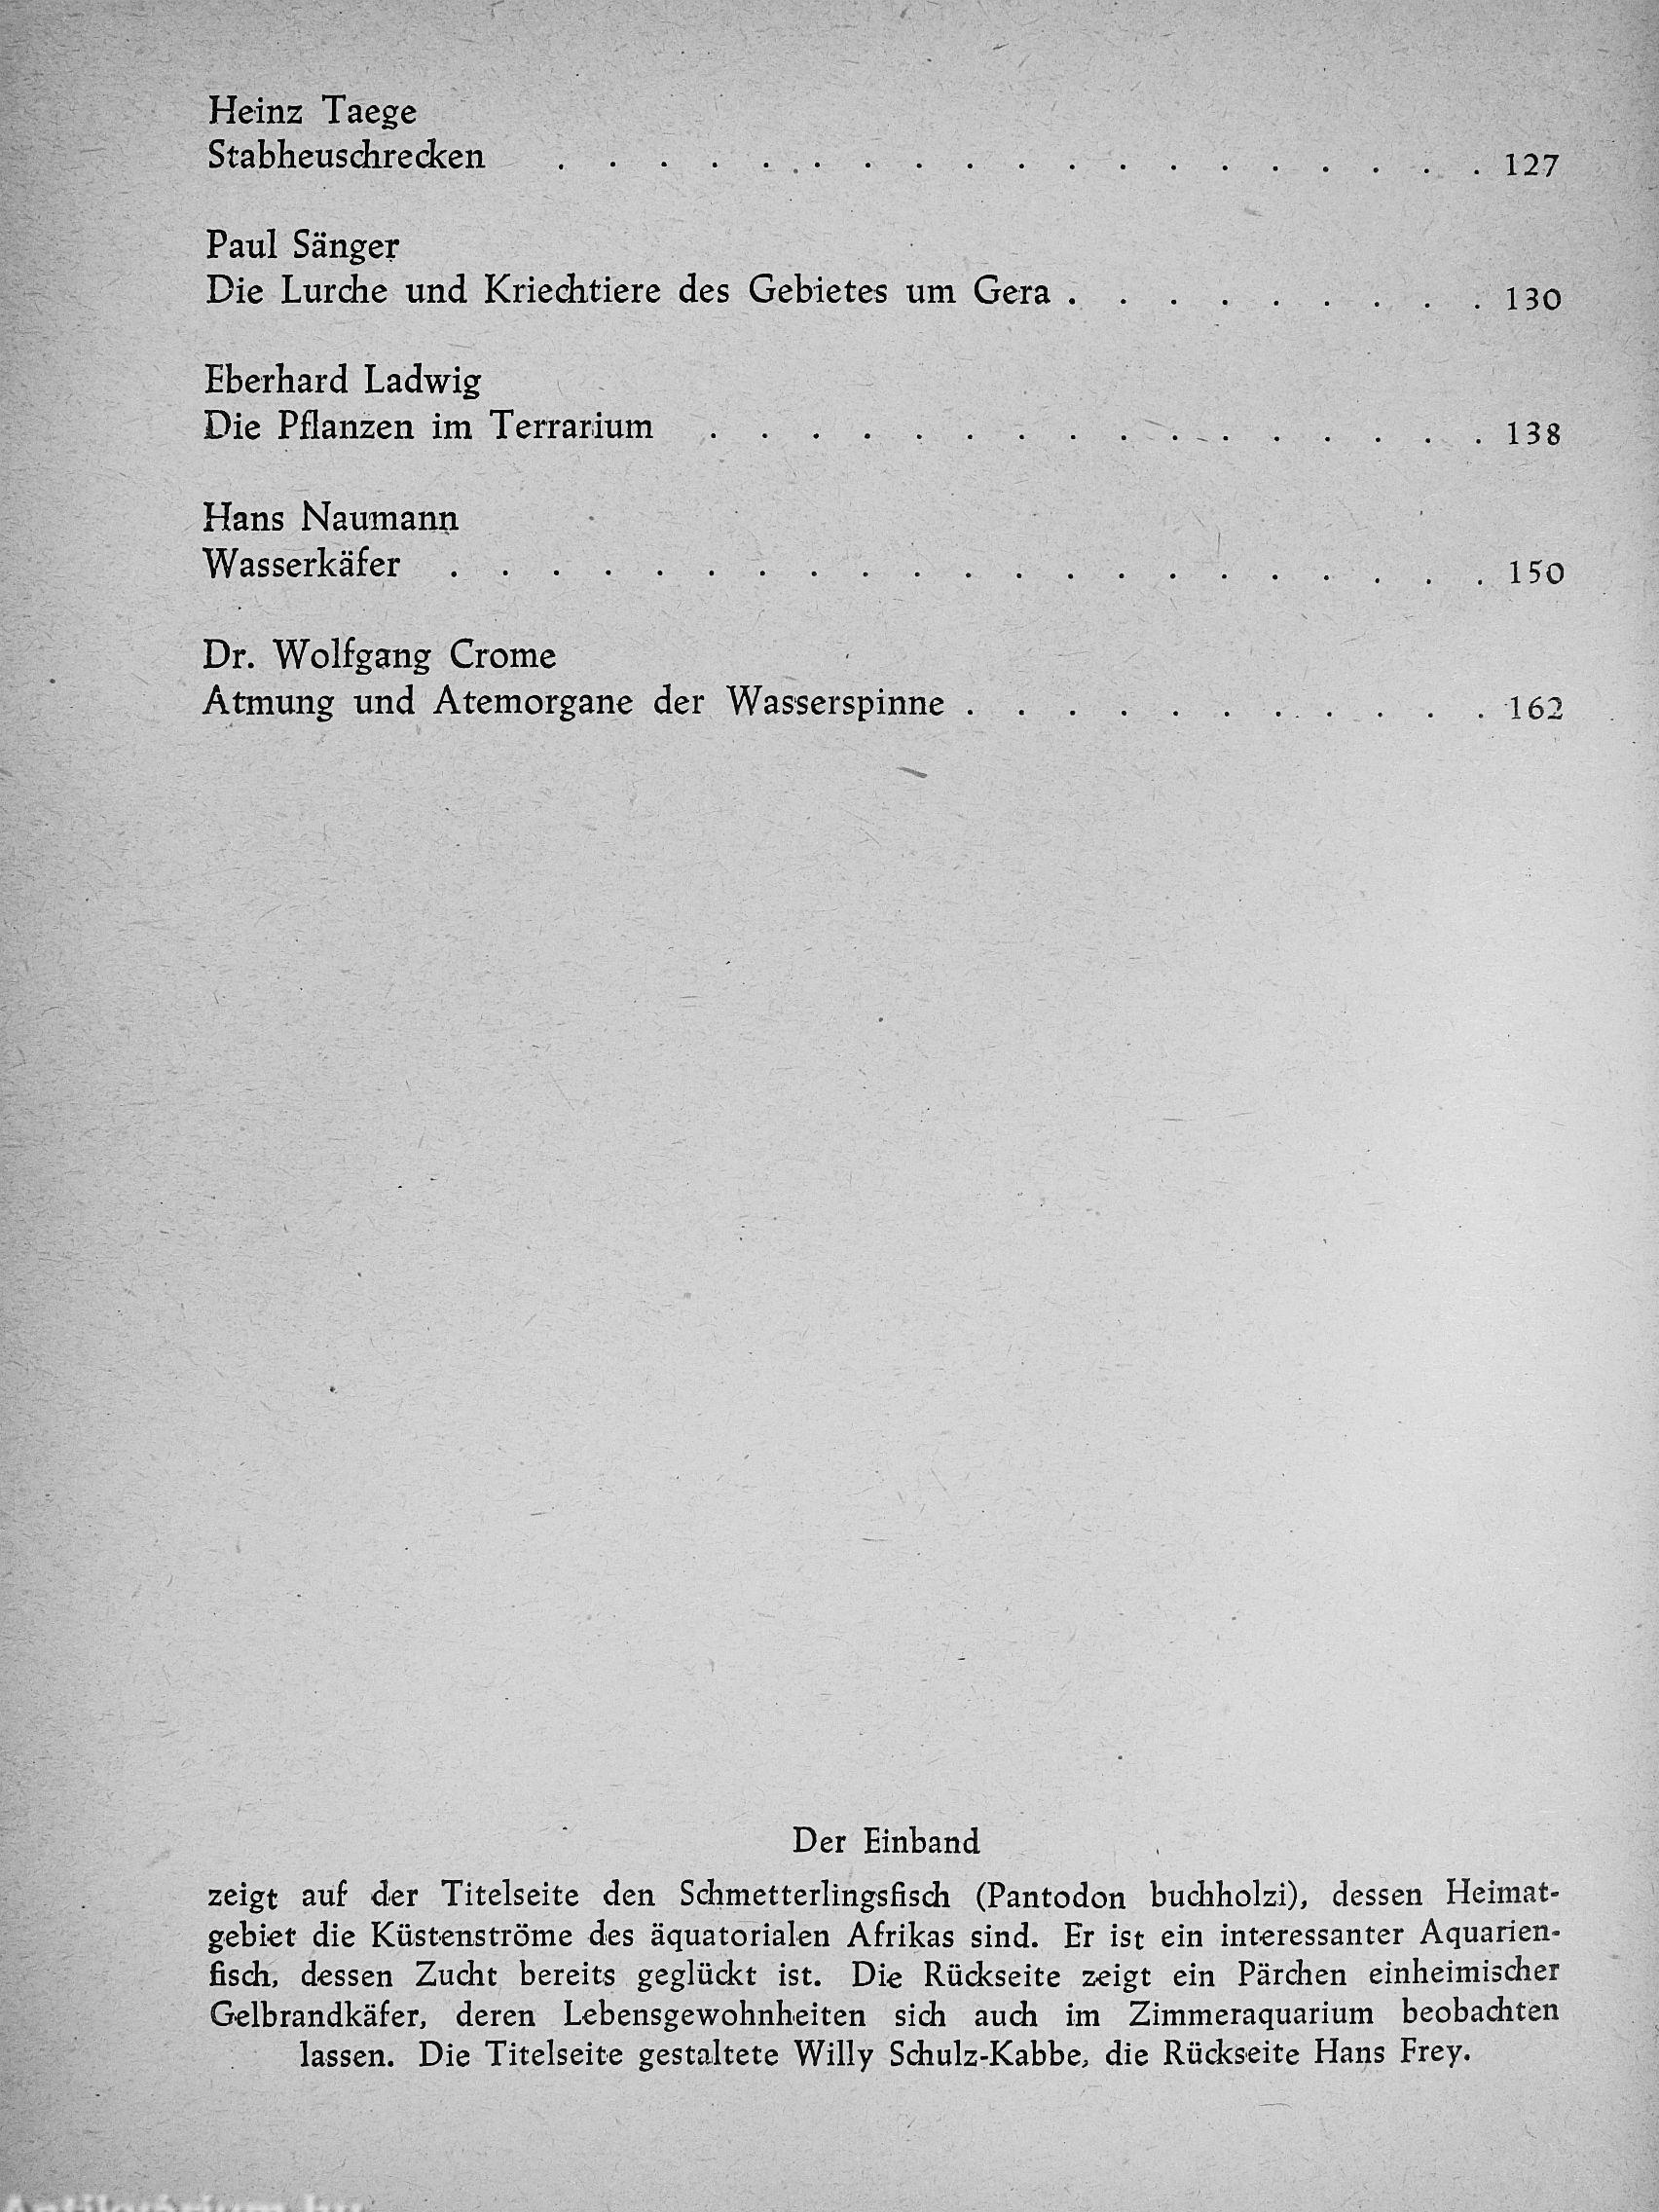 Heinz Taege
Stabheuschrecken . . . . . . . . . . . . . . . . . . . 127
Paul Sänger
Die Lurche und Kriechtiere des Gebietes um Gera . . . . . . . . . 130
Eberhard Ladwig
Die Pflanzen im Terrarium . . . . . . . . . . . . . . . . 138
Hans Naumann
Wasserkäfer . . . . . . . . . . . . . . . . . . . . . 150
Dr. Wolfgang Crome
Atmung und Atemorgane der Wasserspinne . . . . . . . . . . . 162
Der Einband
zeigt auf der Titelseite den Schmetterlingsfisch (Pantodon buchholzi), dessen Heimat-
gebiet die Küstenströme des äquatorialen Afrikas sind. Er ist ein interessanter Aquarien-
fisch, dessen Zucht bereits geglückt ist. Die Rückseite zeigt ein Pärchen einheimischer
Gelbrandkäfer, deren Lebensgewohnheiten sich auch im Zimmeraquarium beobachten
lassen. Die Titelseite gestaltete Willy Schulz-Kabbe, die Rückseite Hans Frey.